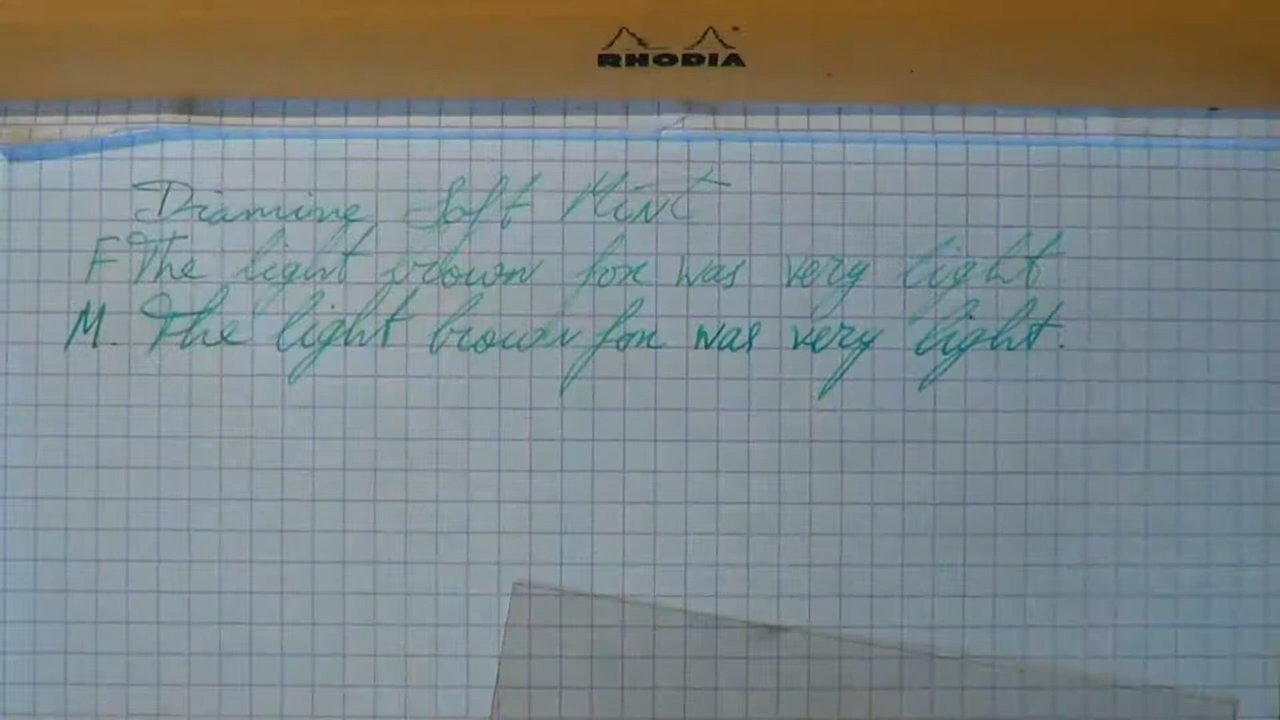 RHODIA
Diamine Soft Mint
F The light brown fox was very light
M. The light brown fox was very light.